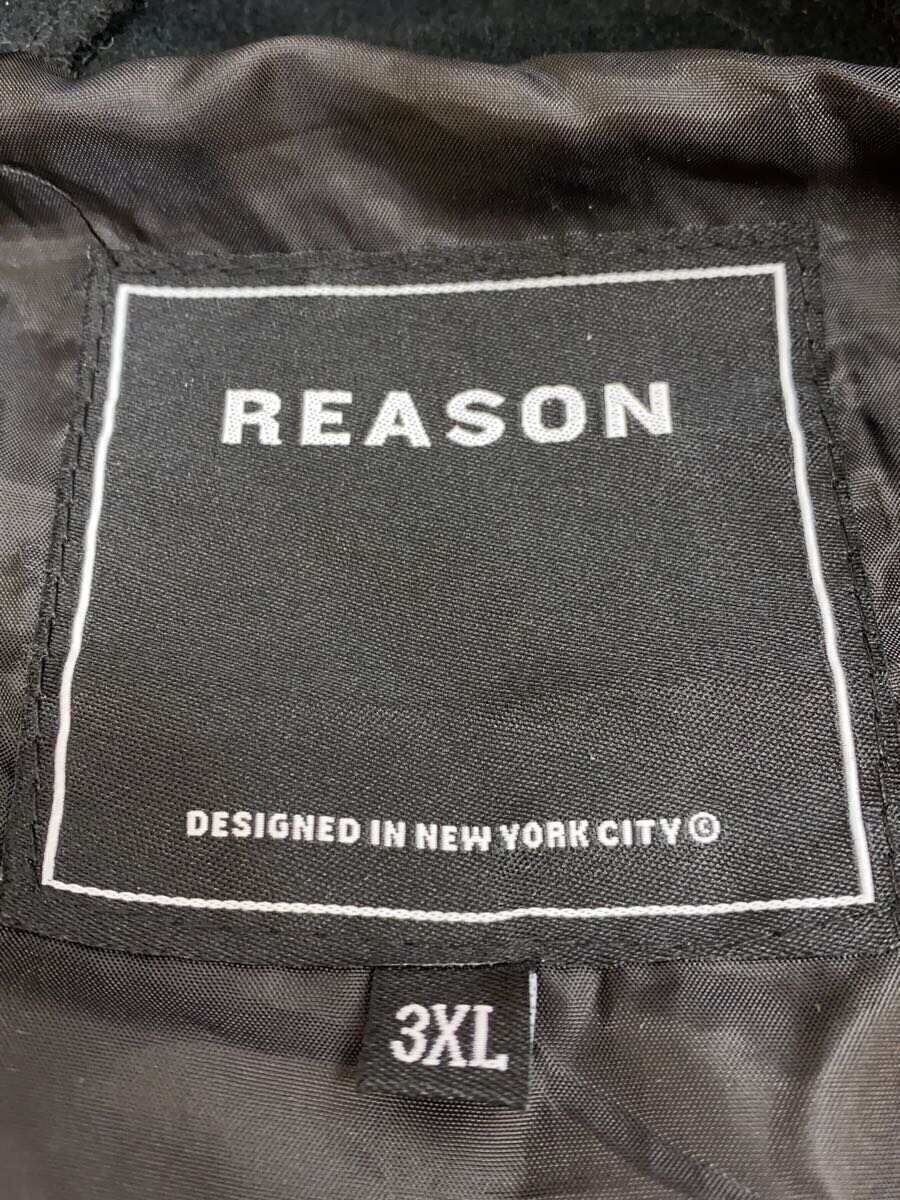 REASON
DESIGNED IN NEW YORK CITY©
3XL